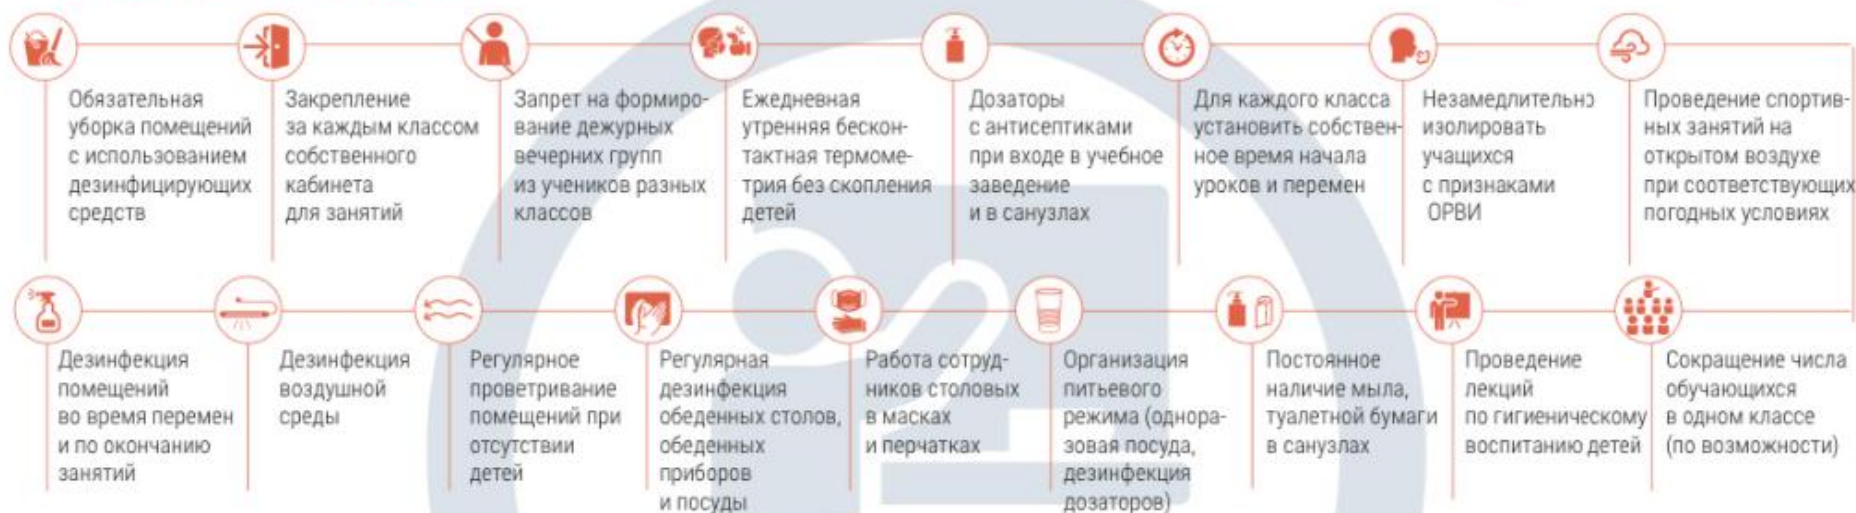 Обязательная
уборка помещений
с использованием
дезинфицирующих
средств
Закрепление
за каждым классом
собственного
кабинета
для занятий
Запрет на формиро-
вание дежурных
вечерних групп
из учеников разных
классов
Ежедневная
утренняя бескон-
тактная термоме-
трия без скопления
детей
Дозаторы
с антисептиками
при входе в учебное
заведение
и в санузлах
Для каждого класса
установить собствен-
ное время начала
уроков и перемен
Незамедлительно
изолировать
учащихся
с признаками
ОРВИ
Проведение спортив-
ных занятий на
открытом воздухе
при соответствующих
погодных условиях
Дезинфекция
помещений
во время перемен
и по окончанию
занятий
Дезинфекция
воздушной
среды
Регулярное
проветривание
помещений при
отсутствии
детей
Регулярная
дезинфекция
обеденных столов,
обеденных
приборов
и посуды
Работа сотруд-
ников столовых
в масках
и перчатках
Организация
питьевого
режима (однора-
зовая посуда,
дезинфекция
дозаторов)
Постоянное
наличие мыла,
туалетной бумаги
в санузлах
Проведение
лекций
по гигиеническому
воспитанию детей
Сокращение числа
обучающихся
в одном классе
(по возможности)